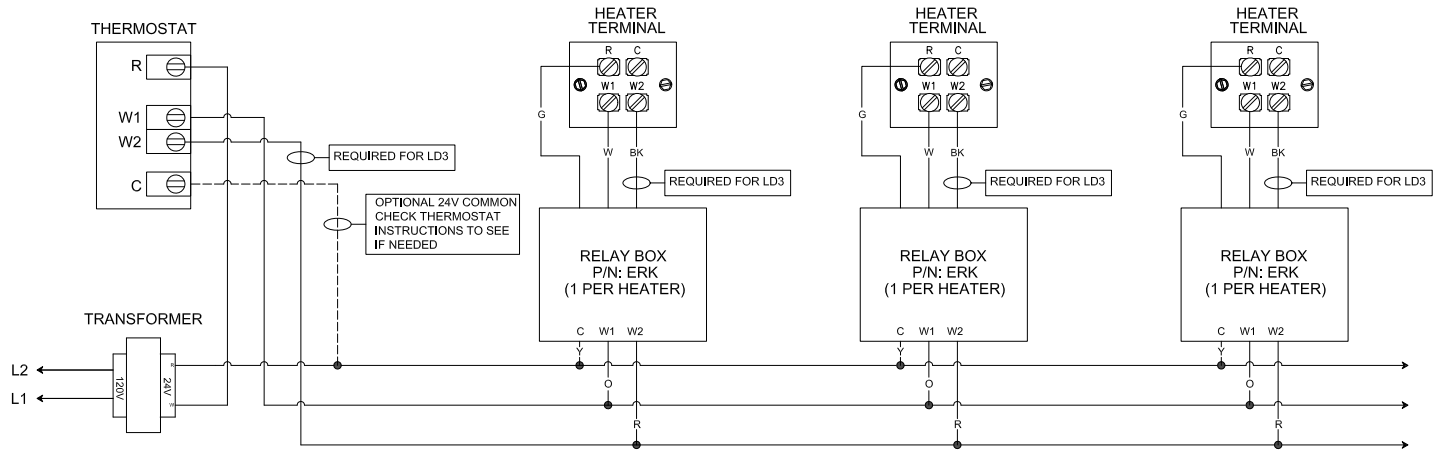 THERMOSTAT
R
W1
W2
C
REQUIRED FOR LD3
OPTIONAL 24V COMMON
CHECK THERMOSTAT
INSTRUCTIONS TO SEE
IF NEEDED
TRANSFORMER
L2
L1
120V
24V
R
W
HEATER
TERMINAL
R C
W1 W2
G
W BK
REQUIRED FOR LD3
RELAY BOX
P/N: ERK
(1 PER HEATER)
C W1 W2
Y
O
R
HEATER
TERMINAL
R C
W1 W2
G
W BK
REQUIRED FOR LD3
RELAY BOX
P/N: ERK
(1 PER HEATER)
C W1 W2
Y
O
R
HEATER
TERMINAL
R C
W1 W2
G
W BK
REQUIRED FOR LD3
RELAY BOX
P/N: ERK
(1 PER HEATER)
C W1 W2
Y
O
R